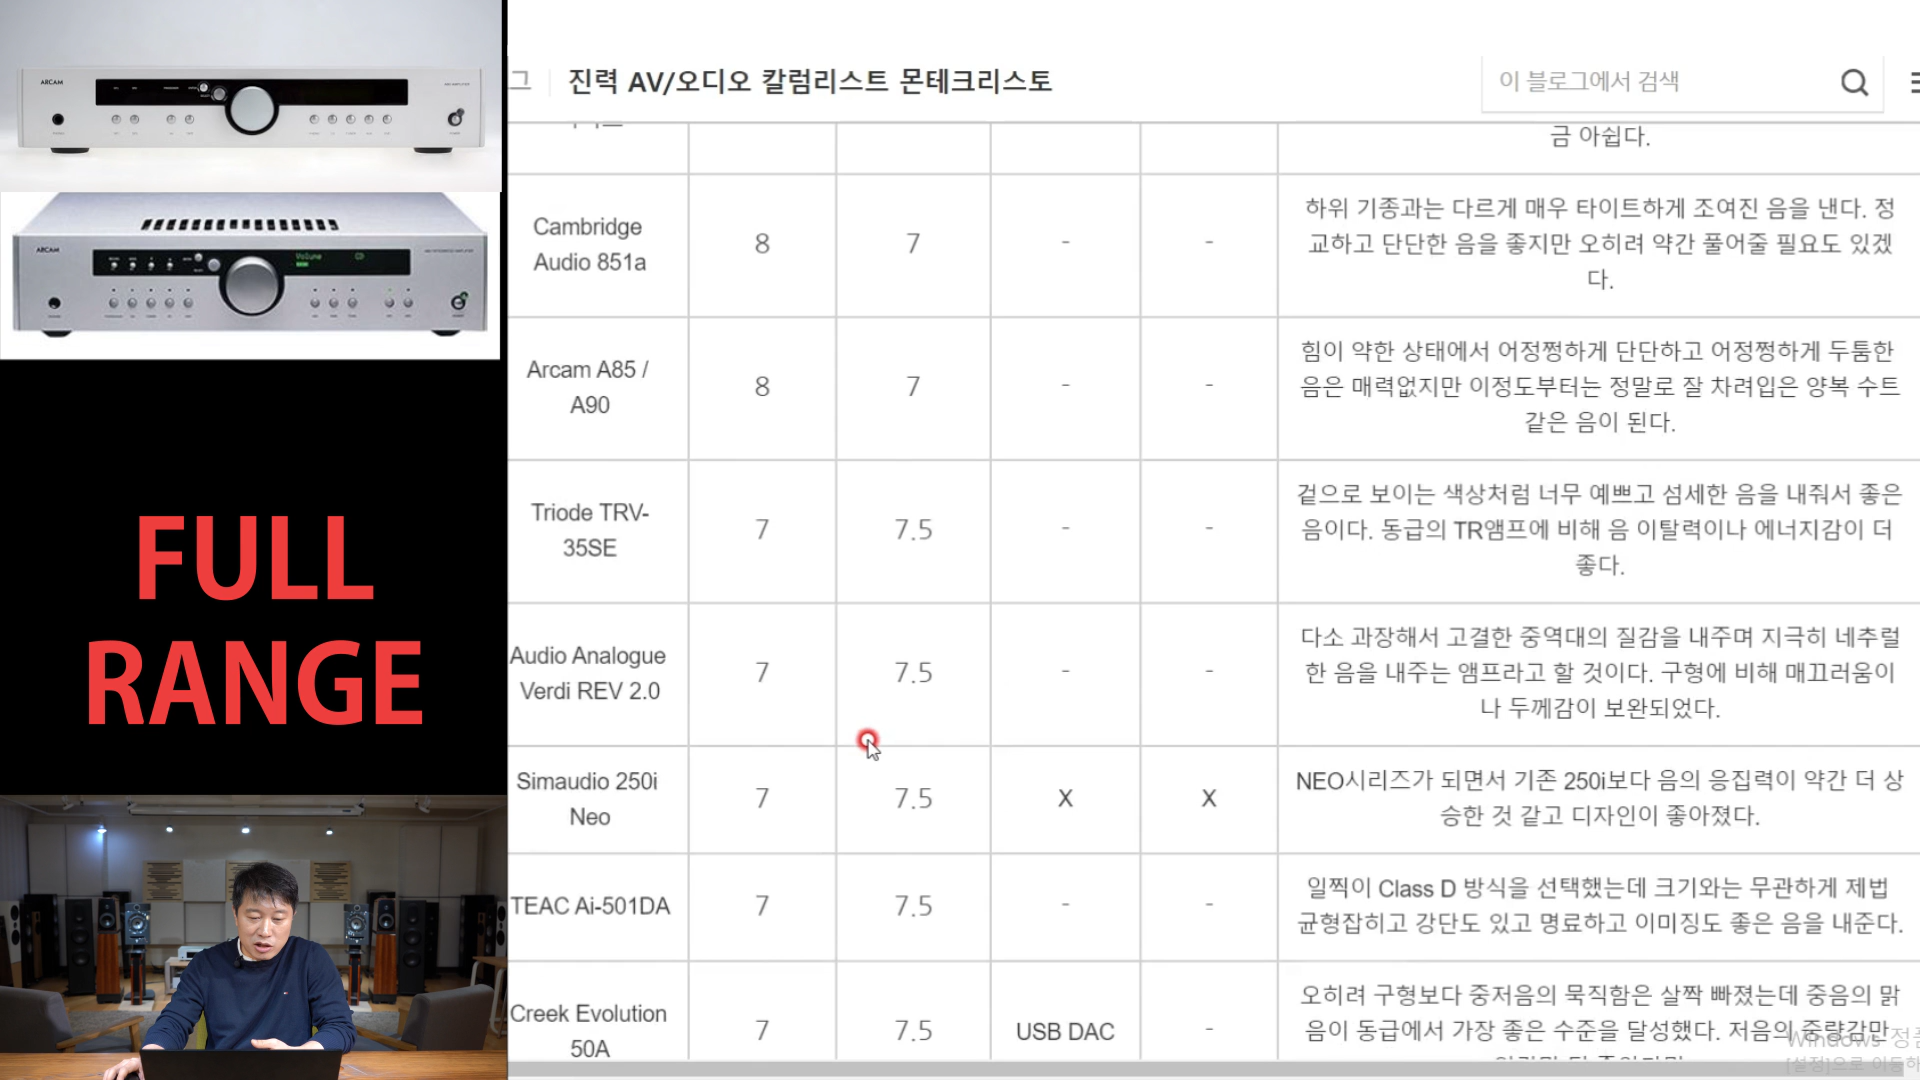 ARCAM
ARCAM
Volume
CD
FULL
RANGE
진력 AV/오디오 칼럼리스트 몬테크리스토
이 블로그에서 검색
금 아쉽다.
Cambridge
Audio 851a
8
7
-
-
하위 기종과는 다르게 매우 타이트하게 조여진 음을 낸다. 정
교하고 단단한 음을 좋지만 오히려 약간 풀어줄 필요도 있겠
다.
Arcam A85 /
A90
8
7
-
-
힘이 약한 상태에서 어정쩡하게 단단하고 어정쩡하게 두툼한
음은 매력없지만 이정도부터는 정말로 잘 차려입은 양복 수트
같은 음이 된다.
Triode TRV-
35SE
7
7.5
-
-
겉으로 보이는 색상처럼 너무 예쁘고 섬세한 음을 내줘서 좋은
음이다. 동급의 TR앰프에 비해 음 이탈력이나 에너지감이 더
좋다.
Audio Analogue
Verdi REV 2.0
7
7.5
-
-
다소 과장해서 고결한 중역대의 질감을 내주며 지극히 네추럴
한 음을 내주는 앰프라고 할 것이다. 구형에 비해 매끄러움이
나 두께감이 보완되었다.
Simaudio 250i
Neo
7
7.5
X
X
NEO시리즈가 되면서 기존 250i보다 음의 응집력이 약간 더 상
승한 것 같고 디자인이 좋아졌다.
TEAC Ai-501DA
7
7.5
-
-
일찍이 Class D 방식을 선택했는데 크기와는 무관하게 제법
균형잡히고 강단도 있고 명료하고 이미징도 좋은 음을 내준다.
Creek Evolution
50A
7
7.5
USB DAC
-
오히려 구형보다 중저음의 묵직함은 살짝 빠졌는데 중음의 맑
음이 동급에서 가장 좋은 수준을 달성했다. 저음의 중량감만
Windows 정품
[설정]으로 이동하